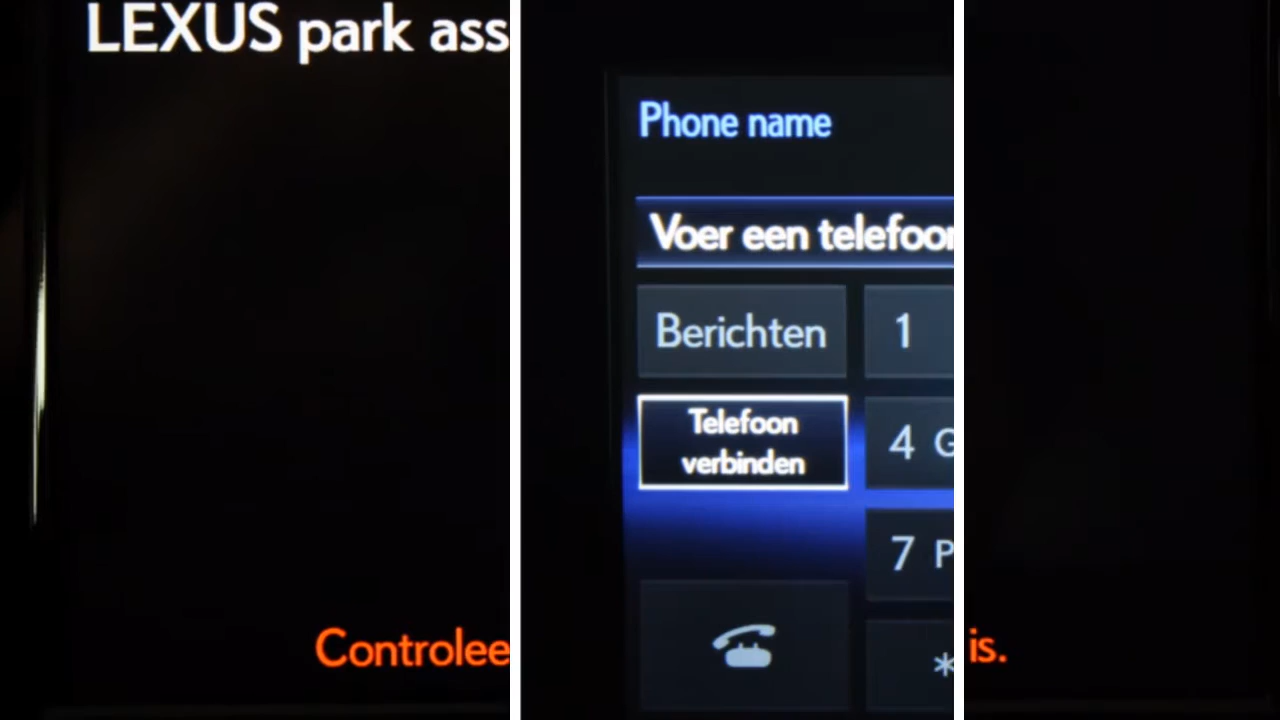 LEXUS park ass
Phone name
Voer een telefoon
Berichten
1
Telefoon
verbinden
4 G
7 P
*
Controlee
is.